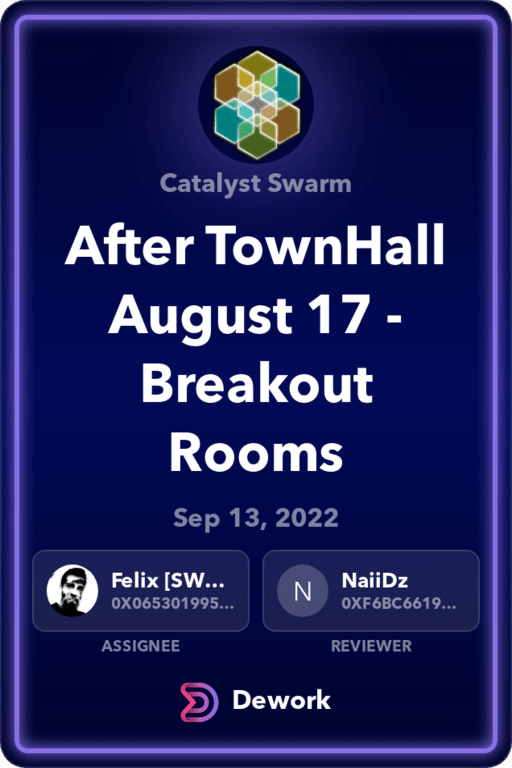 Catalyst Swarm
After TownHall
August 17 -
Breakout
Rooms
Sep 13, 2022
Felix [SW...
0X065301995...
ASSIGNEE
N
NaiiDz
0XF6BC6619...
REVIEWER
Dework